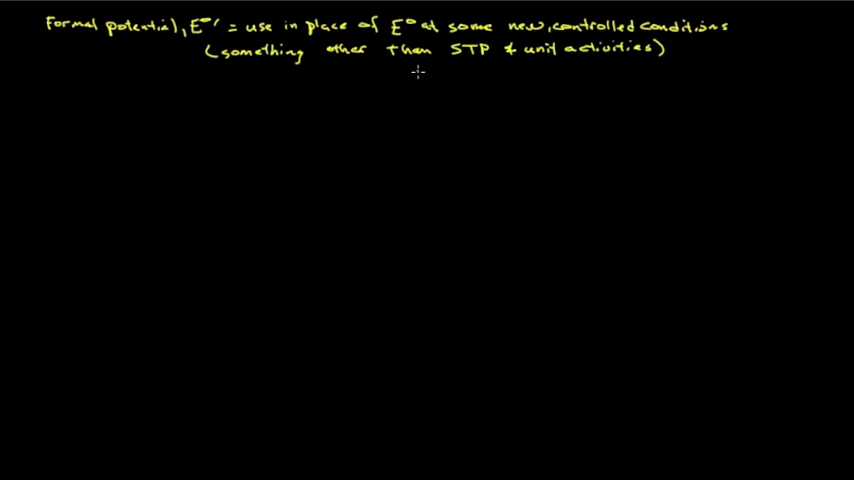 Formal potential, E°' = use in place of E° at some new, controlled conditions
(something other than STP & unit activities)